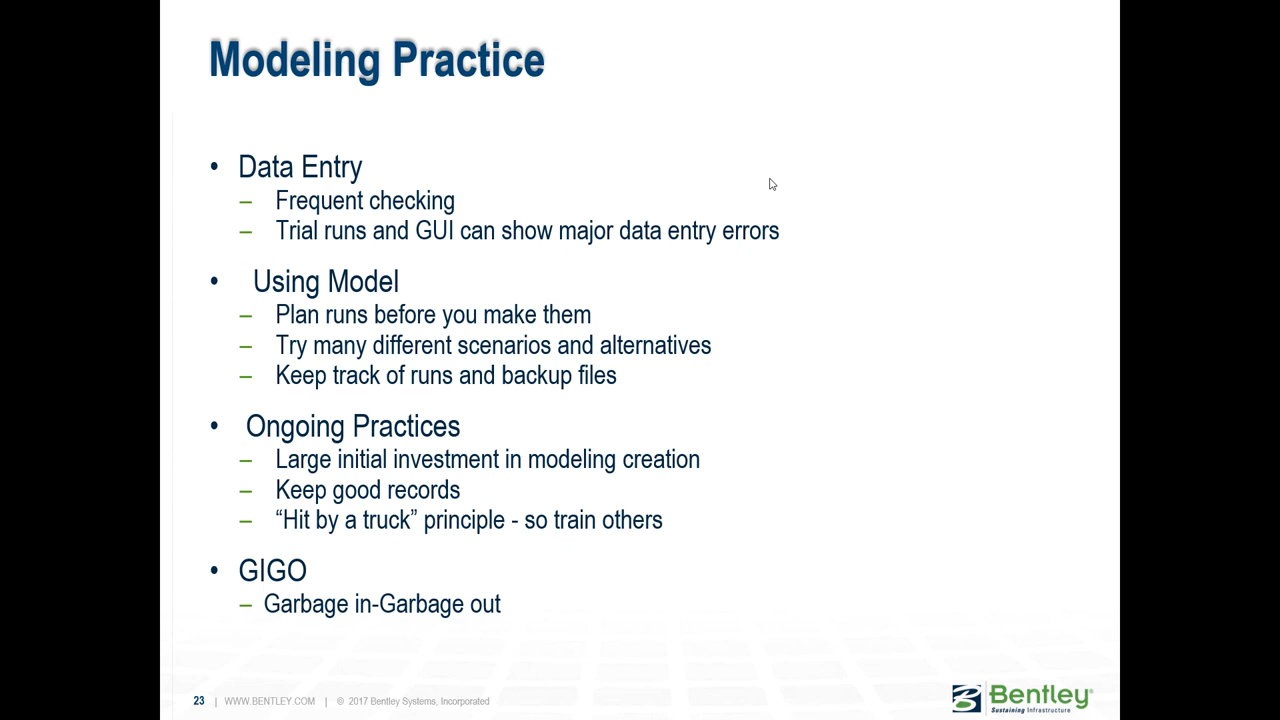 Modeling Practice
• Data Entry
– Frequent checking
– Trial runs and GUI can show major data entry errors
• Using Model
– Plan runs before you make them
– Try many different scenarios and alternatives
– Keep track of runs and backup files
• Ongoing Practices
– Large initial investment in modeling creation
– Keep good records
– “Hit by a truck” principle - so train others
• GIGO
– Garbage in-Garbage out
23 | WWW.BENTLEY.COM | © 2017 Bentley Systems, Incorporated
Bentley®
Sustaining Infrastructure